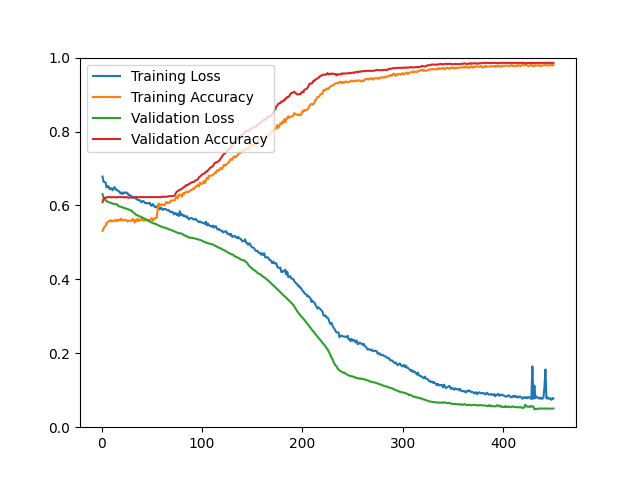 1.0
0.8
0.6
0.4
0.2
0.0
Training Loss
Training Accuracy
Validation Loss
Validation Accuracy
0 100 200 300 400